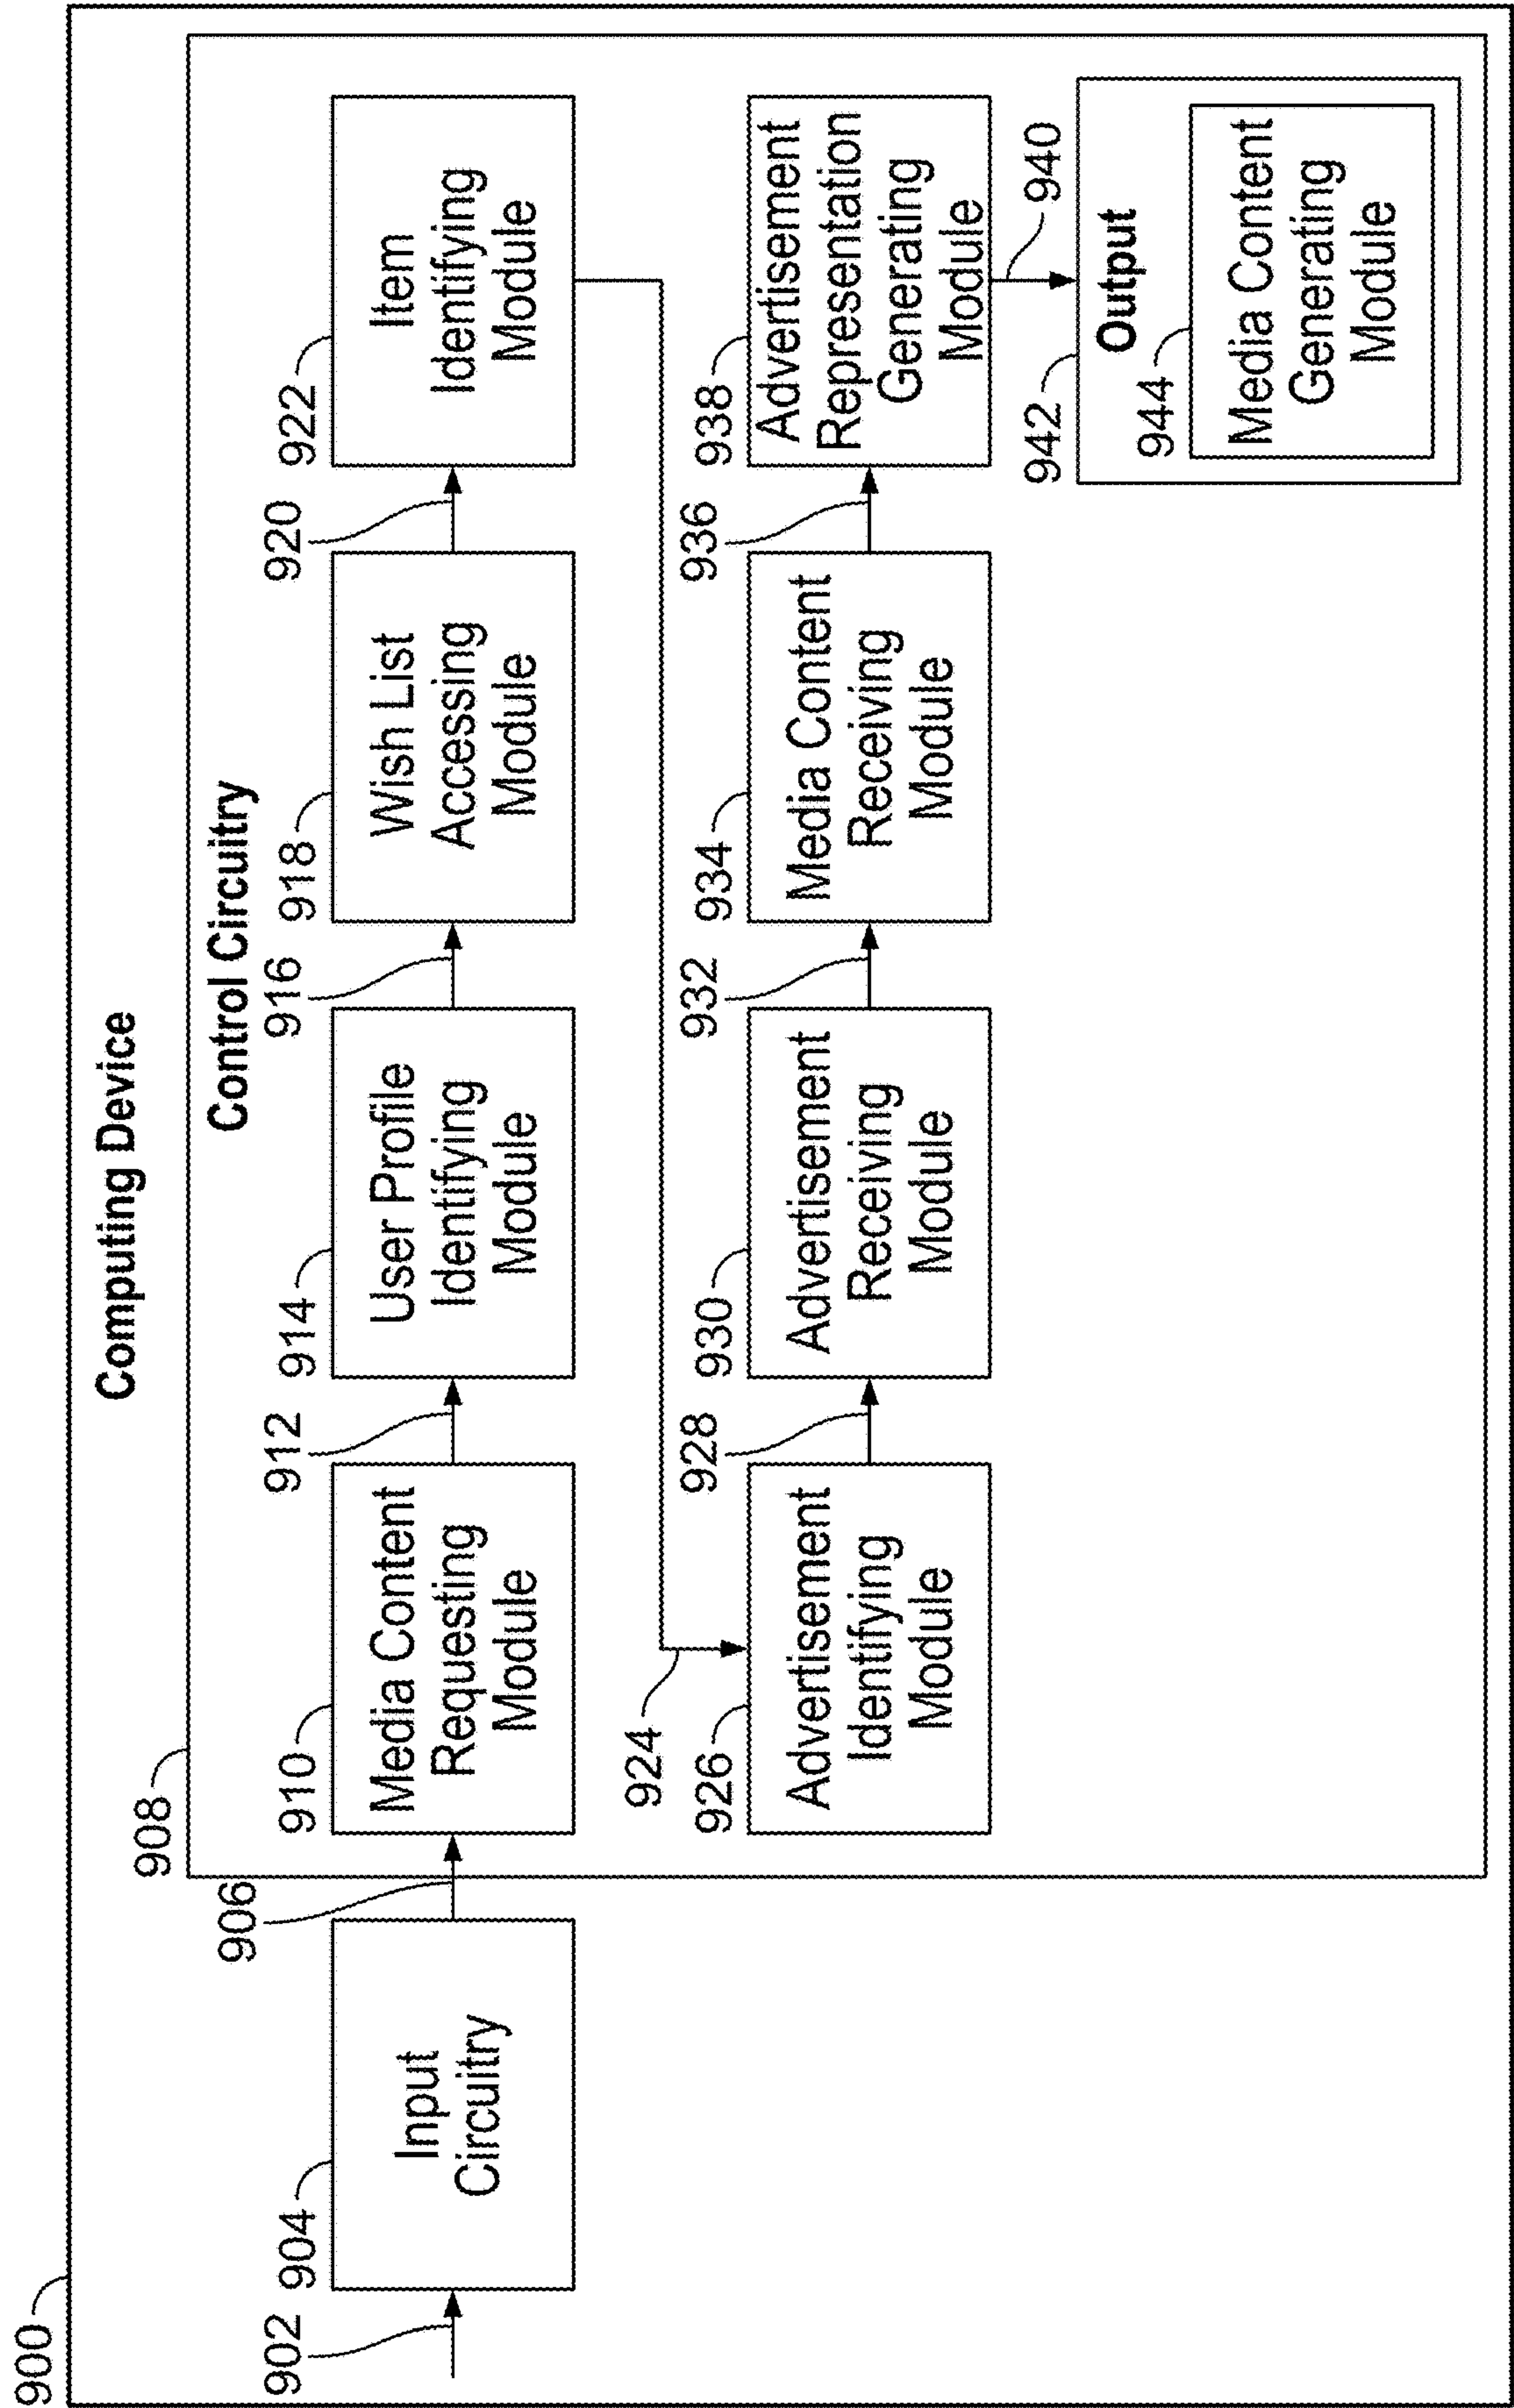 900
Computing Device
908
Control Circuitry
902
904
Input
Circuitry
906
910
Media Content
Requesting
Module
912
914
User Profile
Identifying
Module
916
918
Wish List
Accessing
Module
920
922
Item
Identifying
Module
924
926
Advertisement
Identifying
Module
928
930
Advertisement
Receiving
Module
932
934
Media Content
Receiving
Module
936
938
Advertisement
Representation
Generating
Module
940
942
Output
944
Media Content
Generating
Module